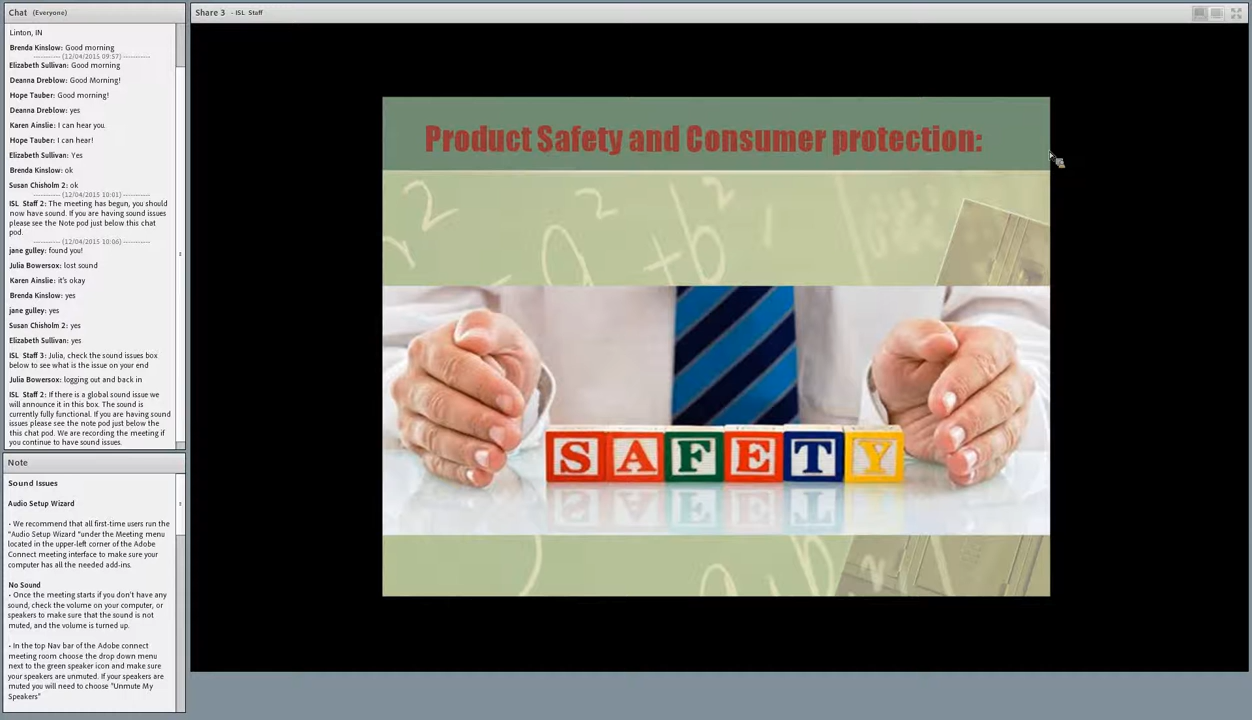 Chat (Everyone)
Linton, IN
Brenda Kinslow: Good morning
----------- (12/04/2015 09:57) -----------
Elizabeth Sullivan: Good morning
Deanna Dreblow: Good Morning!
Hope Tauber: Good morning!
Deanna Dreblow: yes
Karen Ainslie: I can hear you.
Hope Tauber: I can hear!
Elizabeth Sullivan: Yes
Brenda Kinslow: ok
Susan Chisholm 2: ok
----------- (12/04/2015 10:01) -----------
ISL Staff 2: The meeting has begun, you should
now have sound. If you are having sound issues
please see the Note pod just below this chat
pod.
----------- (12/04/2015 10:06) -----------
jane gulley: found you!
Julia Bowersox: lost sound
Karen Ainslie: it's okay
Brenda Kinslow: yes
jane gulley: yes
Susan Chisholm 2: yes
Elizabeth Sullivan: yes
ISL Staff 3: Julia, check the sound issues box
below to see what is the issue on your end
Julia Bowersox: logging out and back in
ISL Staff 2: If there is a global sound issue we
will announce it in this box. The sound is
currently fully functional. If you are having sound
issues please see the note pod just below the
this chat pod. We are recording the meeting if
you continue to have sound issues.
Note
Sound Issues
Audio Setup Wizard
• We recommend that all first-time users run the
"Audio Setup Wizard "under the Meeting menu
located in the upper-left corner of the Adobe
Connect meeting interface to make sure your
computer has all the needed add-ins.
No Sound
• Once the meeting starts if you don't have any
sound, check the volume on your computer, or
speakers to make sure that the sound is not
muted, and the volume is turned up.
• In the top Nav bar of the Adobe connect
meeting room choose the drop down menu
next to the green speaker icon and make sure
your speakers are unmuted. If your speakers are
muted you will need to choose "Unmute My
Speakers"
Share 3 - ISL Staff
Product Safety and Consumer protection:
SAFETY